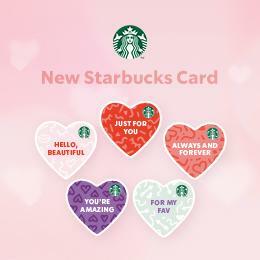 New Starbucks Card
JUST FOR
YOU
HELLO,
BEAUTIFUL
ALWAYS AND
FOREVER
YOU'RE
AMAZING
FOR MY
FAV